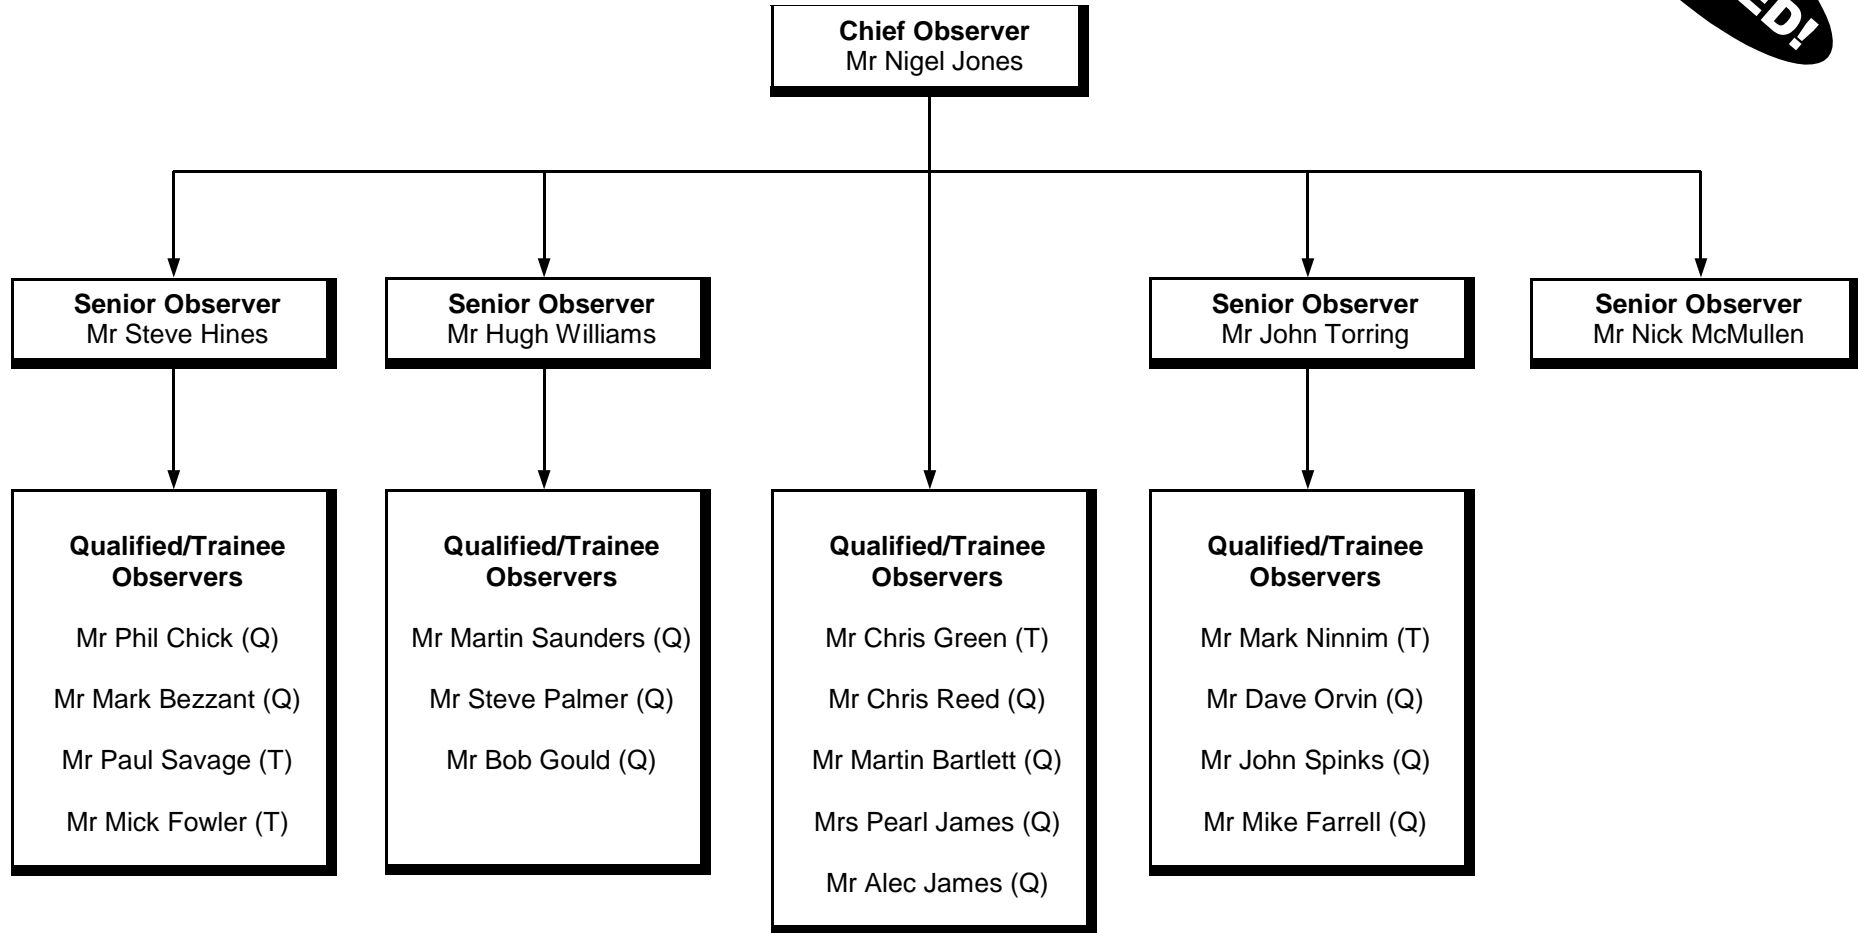 Chief Observer
Mr Nigel Jones
Senior Observer
Mr Steve Hines
Senior Observer
Mr Hugh Williams
Senior Observer
Mr John Torring
Senior Observer
Mr Nick McMullen
Qualified/Trainee
Observers
Mr Phil Chick (Q)
Mr Mark Bezzant (Q)
Mr Paul Savage (T)
Mr Mick Fowler (T)
Qualified/Trainee
Observers
Mr Martin Saunders (Q)
Mr Steve Palmer (Q)
Mr Bob Gould (Q)
Qualified/Trainee
Observers
Mr Chris Green (T)
Mr Chris Reed (Q)
Mr Martin Bartlett (Q)
Mrs Pearl James (Q)
Mr Alec James (Q)
Qualified/Trainee
Observers
Mr Mark Ninnim (T)
Mr Dave Orvin (Q)
Mr John Spinks (Q)
Mr Mike Farrell (Q)